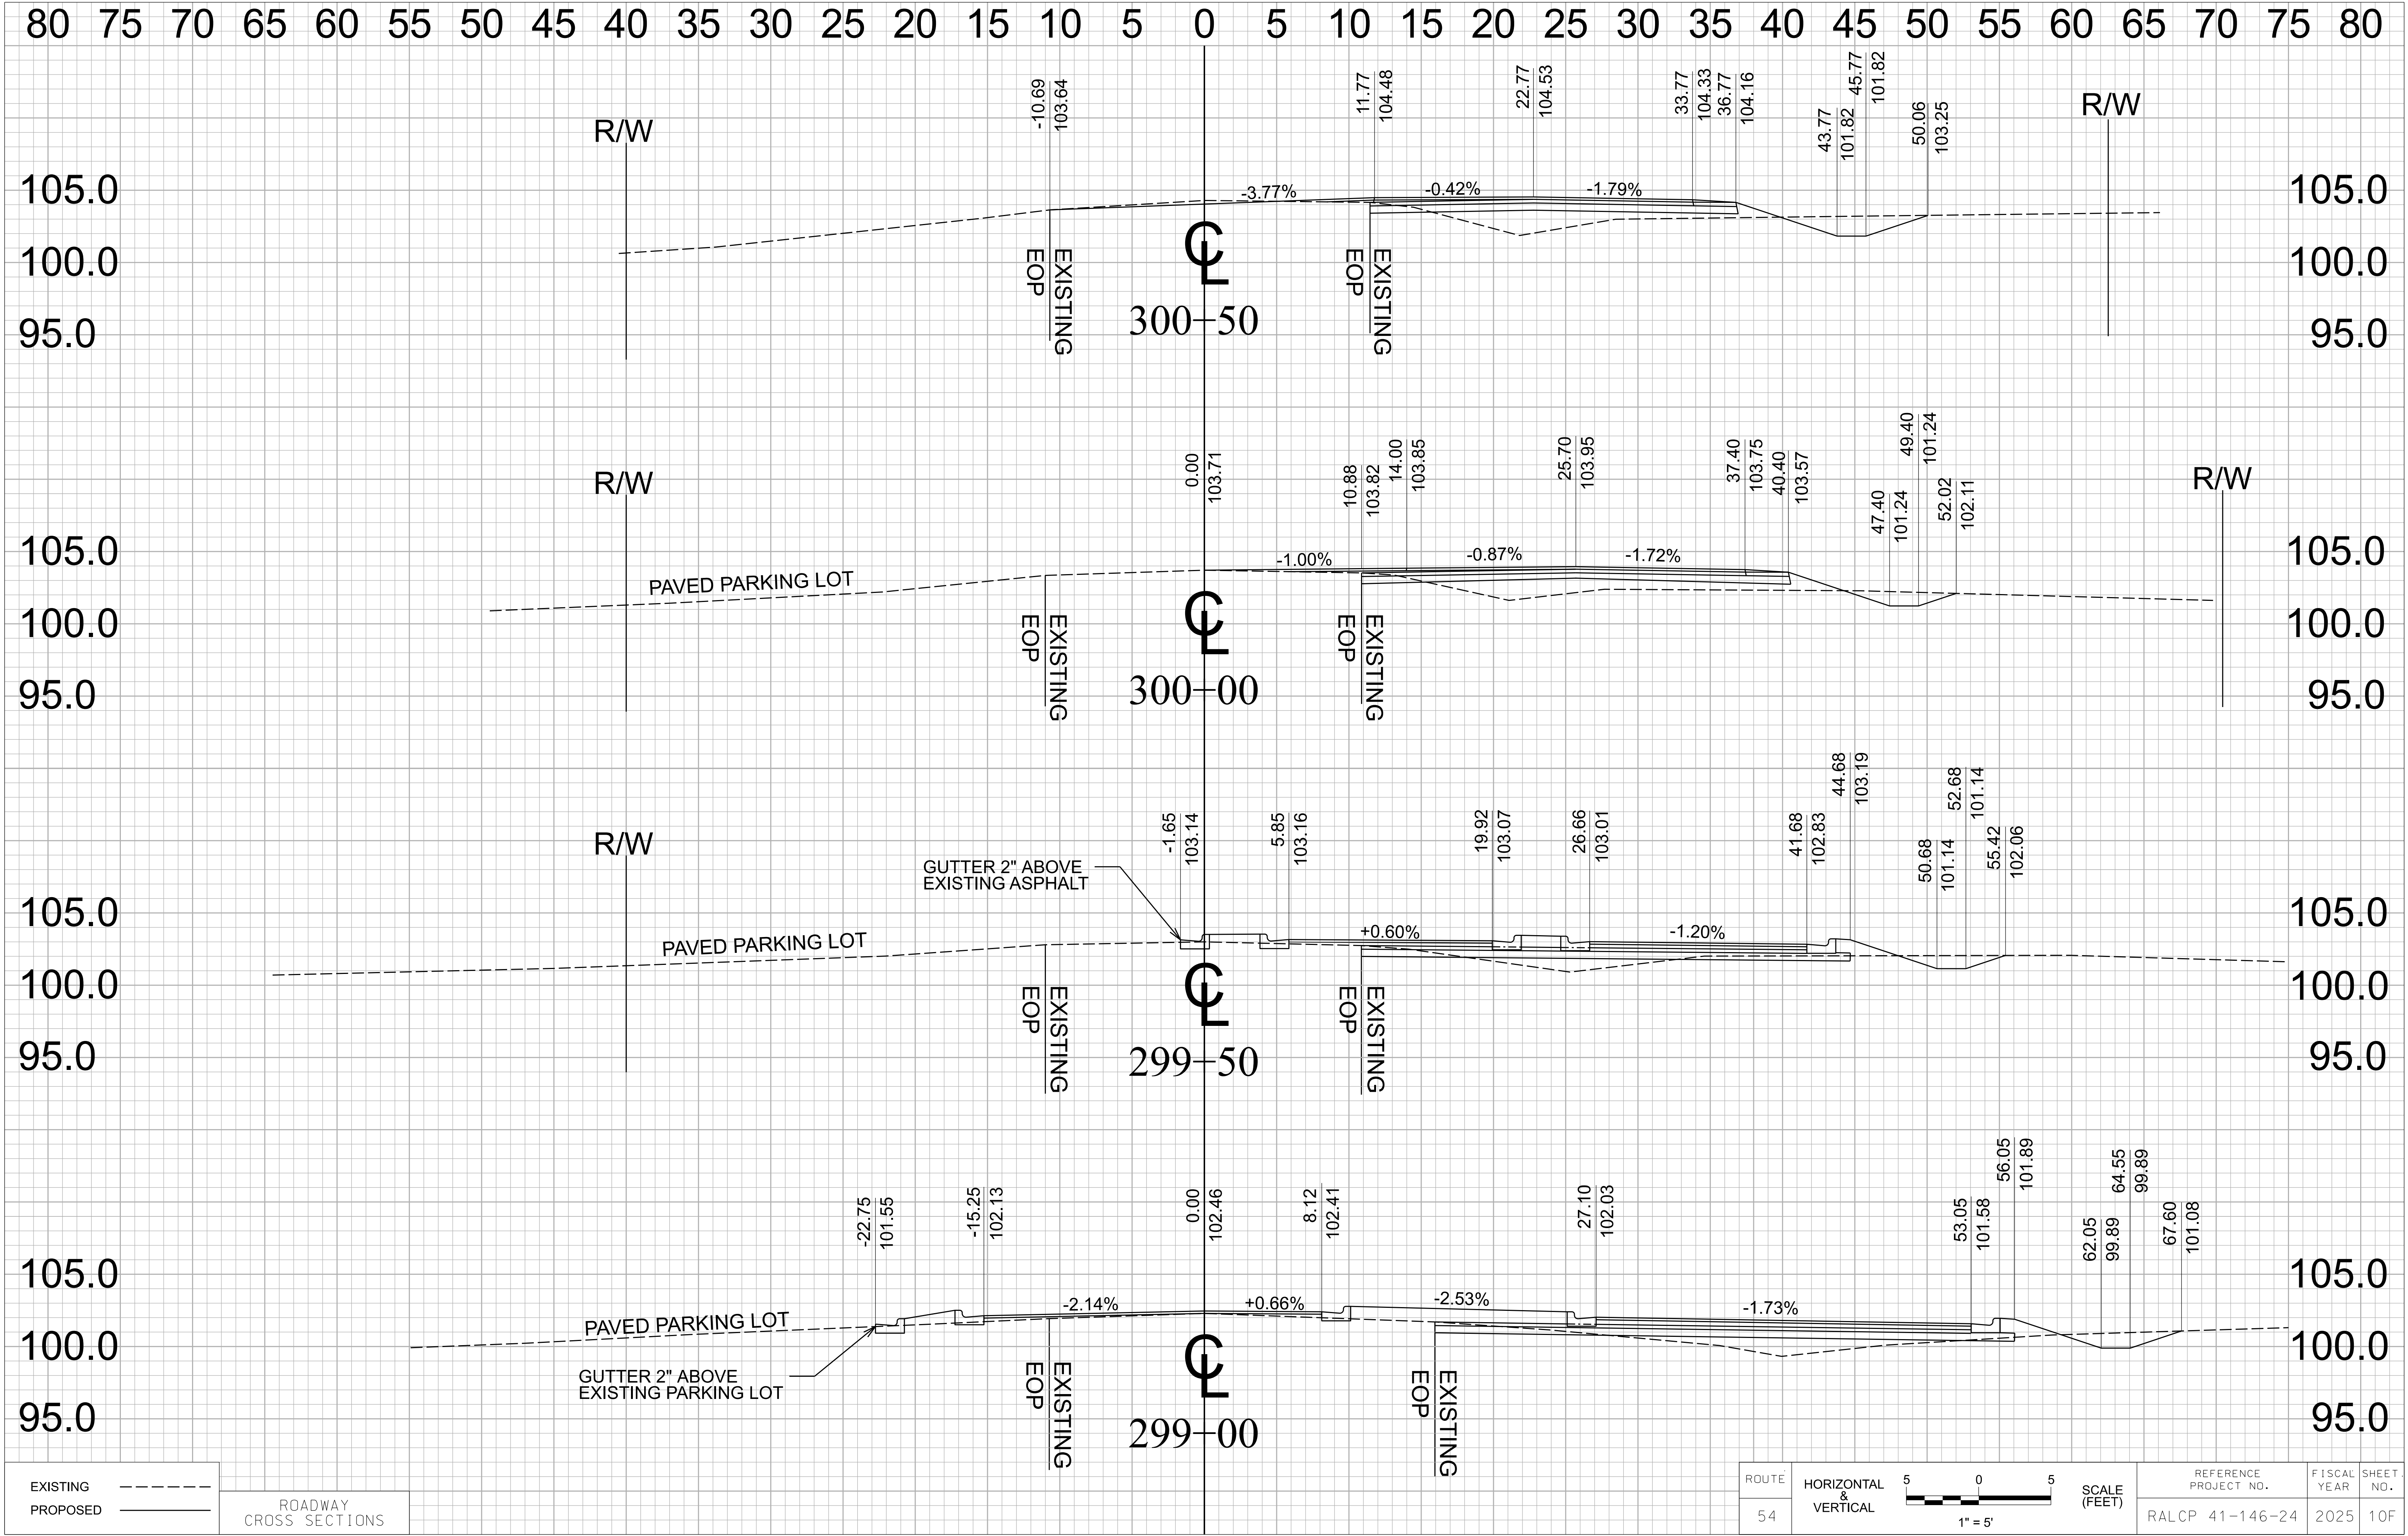 80 75 70 65 60 55 50 45 40 35 30 25 20 15 10 5 0 5 10 15 20 25 30 35 40 45 50 55 60 65 70 75 80
-10.69
103.64
11.77
104.48
22.77
104.53
33.77
104.33
36.77
104.16
43.77
101.82
45.77
101.82
50.06
103.25
R/W
R/W
105.0
-3.77%
-0.42%
-1.79%
105.0
100.0
EXISTING
EOP
CL
EXISTING
EOP
100.0
95.0
300+50
95.0
R/W
0.00
103.71
10.88
103.82
14.00
103.85
25.70
103.95
37.40
103.75
40.40
103.57
47.40
101.24
49.40
101.24
52.02
102.11
R/W
105.0
-1.00%
-0.87%
-1.72%
105.0
PAVED PARKING LOT
100.0
EXISTING
EOP
CL
EXISTING
EOP
100.0
95.0
300+00
95.0
R/W
-1.65
103.14
5.85
103.16
19.92
103.07
26.66
103.01
41.68
102.83
44.68
103.19
50.68
101.14
52.68
101.14
55.42
102.06
GUTTER 2" ABOVE
EXISTING ASPHALT
105.0
+0.60%
-1.20%
105.0
PAVED PARKING LOT
100.0
EXISTING
EOP
CL
EXISTING
EOP
100.0
95.0
299+50
95.0
-22.75
101.55
-15.25
102.13
0.00
102.46
8.12
102.41
27.10
102.03
53.05
101.58
56.05
101.89
62.05
99.89
64.55
99.89
67.60
101.08
105.0
-2.14%
+0.66%
-2.53%
-1.73%
105.0
PAVED PARKING LOT
100.0
CL
100.0
GUTTER 2" ABOVE
EXISTING PARKING LOT
EXISTING
EOP
EXISTING
EOP
95.0
299+00
95.0
EXISTING
PROPOSED
ROADWAY
CROSS SECTIONS
ROUTE
54
HORIZONTAL
&
VERTICAL
5 0 5
1" = 5'
SCALE
(FEET)
REFERENCE
PROJECT NO.
RALCP 41-146-24
FISCAL
YEAR
2025
SHEET
NO.
10F